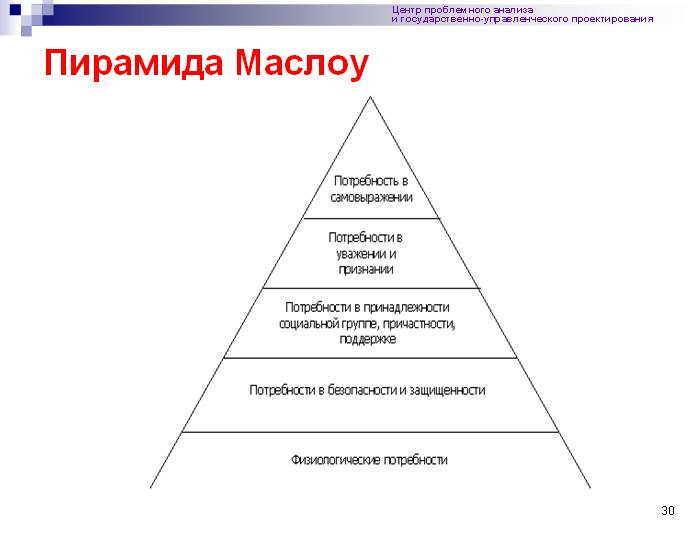 Центр проблемного анализа
и государственно-управленческого проектирования
Пирамида Маслоу
Потребность в
самовыражении
Потребности в
уважении и
признании
Потребности в принадлежности
социальной группе, причастности,
поддержке
Потребности в безопасности и защищенности
Физиологические потребности
30